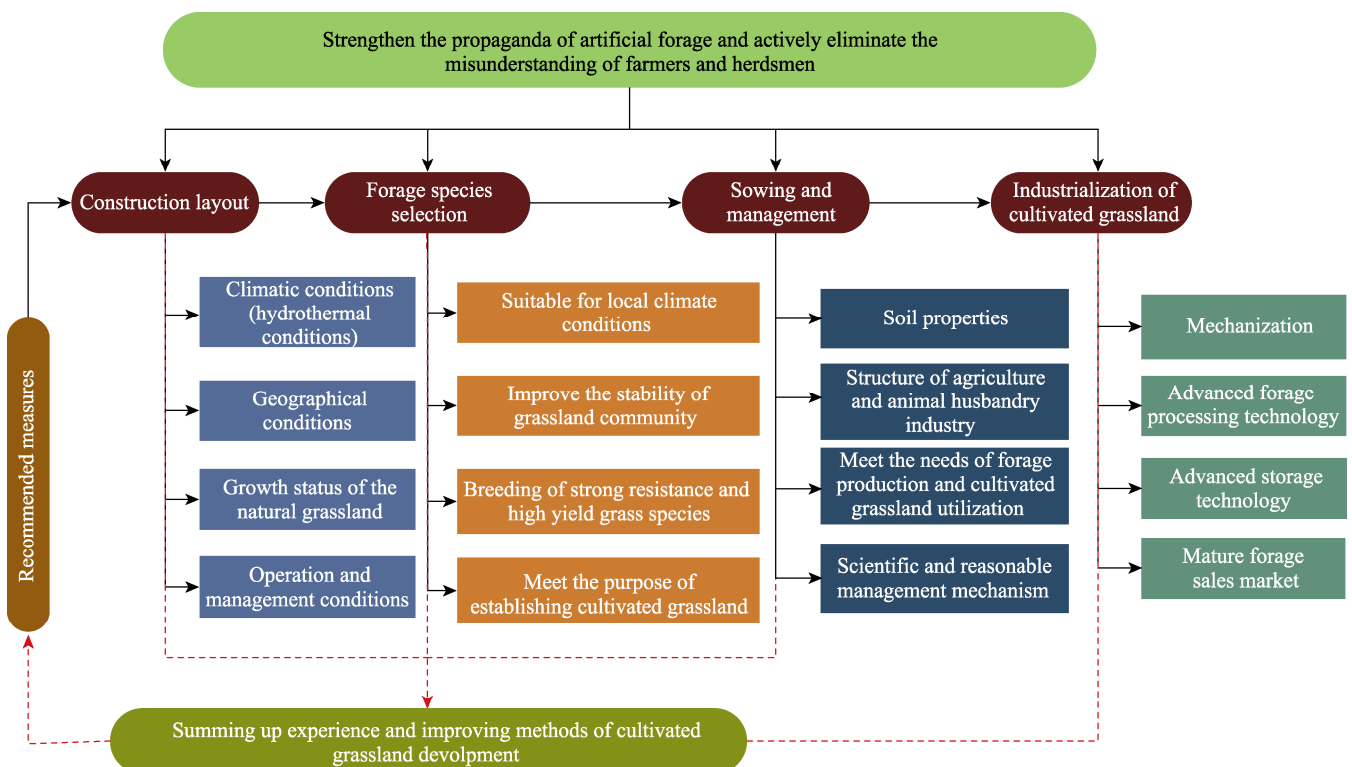 Strengthen the propaganda of artificial forage and actively eliminate the
misunderstanding of farmers and herdsmen
Construction layout
Forage species
selection
Sowing and
management
Industrialization of
cultivated grassland
Climatic conditions
(hydrothermal
conditions)
Geographical
conditions
Growth status of the
natural grassland
Operation and
management conditions
Suitable for local climate
conditions
Improve the stability of
grassland community
Breeding of strong resistance and
high yield grass species
Meet the purpose of
establishing cultivated grassland
Soil properties
Structure of agriculture
and animal husbandry
industry
Meet the needs of forage
production and cultivated
grassland utilization
Scientific and reasonable
management mechanism
Mechanization
Advanced forage
processing technology
Advanced storage
technology
Mature forage
sales market
Recommended measures
Summing up experience and improving methods of cultivated
grassland devolpment